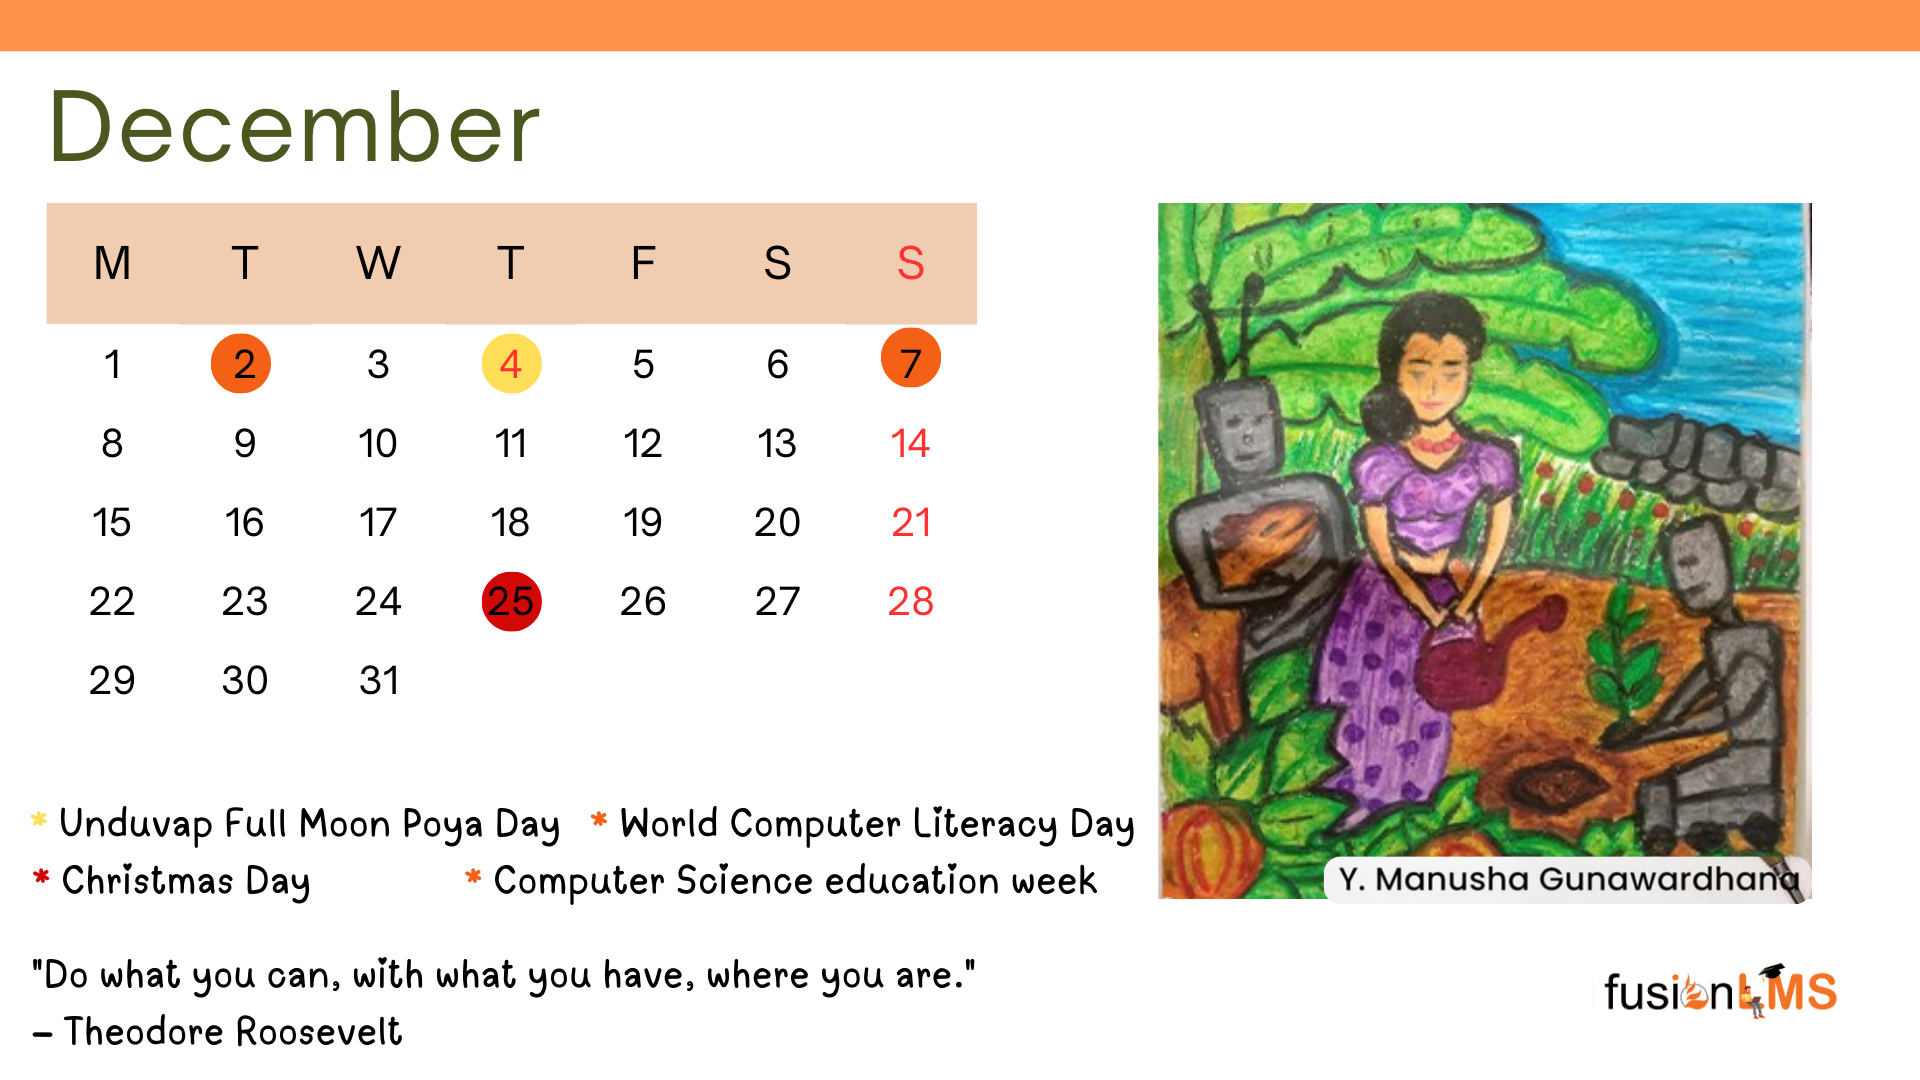 December
M T W T F S S
1 2 3 4 5 6 7
8 9 10 11 12 13 14
15 16 17 18 19 20 21
22 23 24 25 26 27 28
29 30 31
* Unduvap Full Moon Poya Day * World Computer Literacy Day
* Christmas Day * Computer Science education week
"Do what you can, with what you have, where you are."
– Theodore Roosevelt
Y. Manusha Gunawardhana
fusionLMS